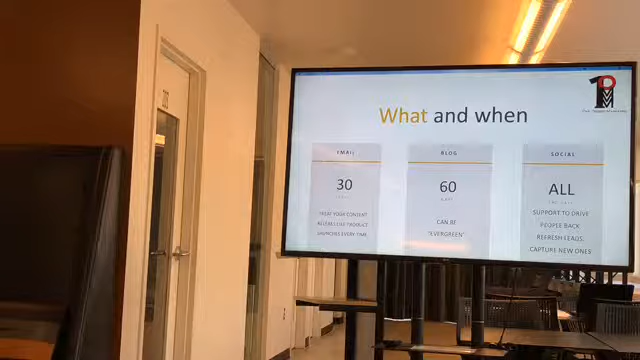 What and when
EMAIL
30
TREAT YOUR CONTENT
RELEASE LIKE PRODUCT
LAUNCHES EVERY TIME
BLOG
60
DAYS
CAN BE
"EVERGREEN"
SOCIAL
ALL
SUPPORT TO DRIVE
PEOPLE BACK
REFRESH LEADS,
CAPTURE NEW ONES